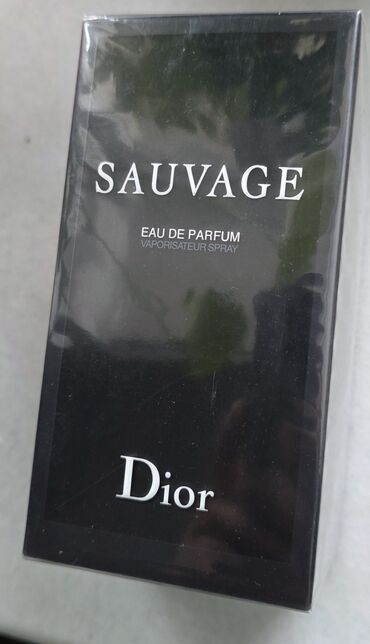 SAUVAGE
EAU DE PARFUM
VAPORISATEUR SPRAY
Dior